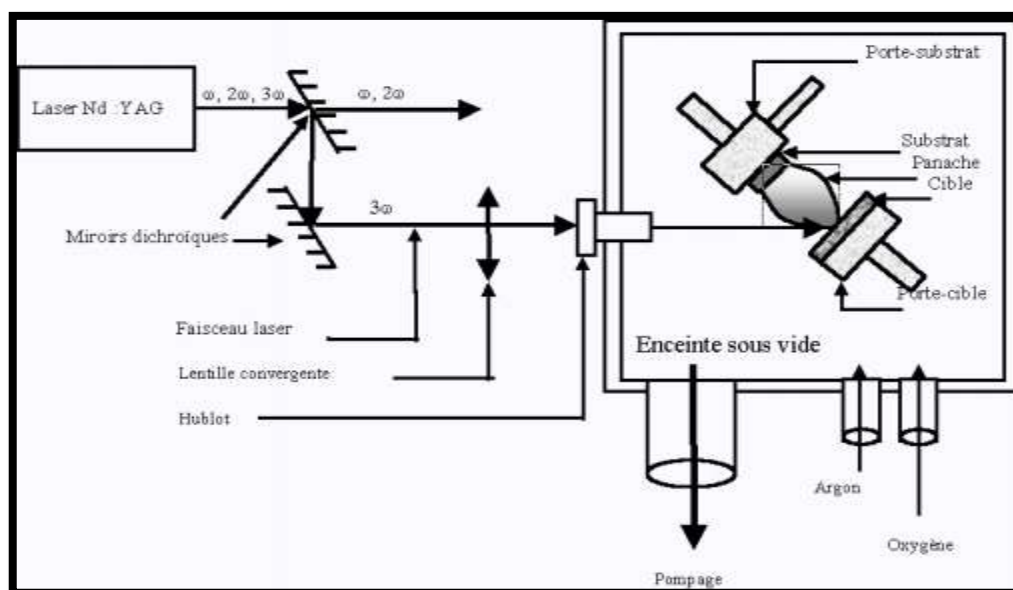 Porte-substrat
Laser Nd :YAG
ω, 2ω, 3ω
ω, 2ω
Substrat
Panache
Cible
3ω
Miroirs dichroïques
Porte-cible
Faisceau laser
Enceinte sous vide
Lentille convergente
Hublot
Argon
Oxygène
Pompage